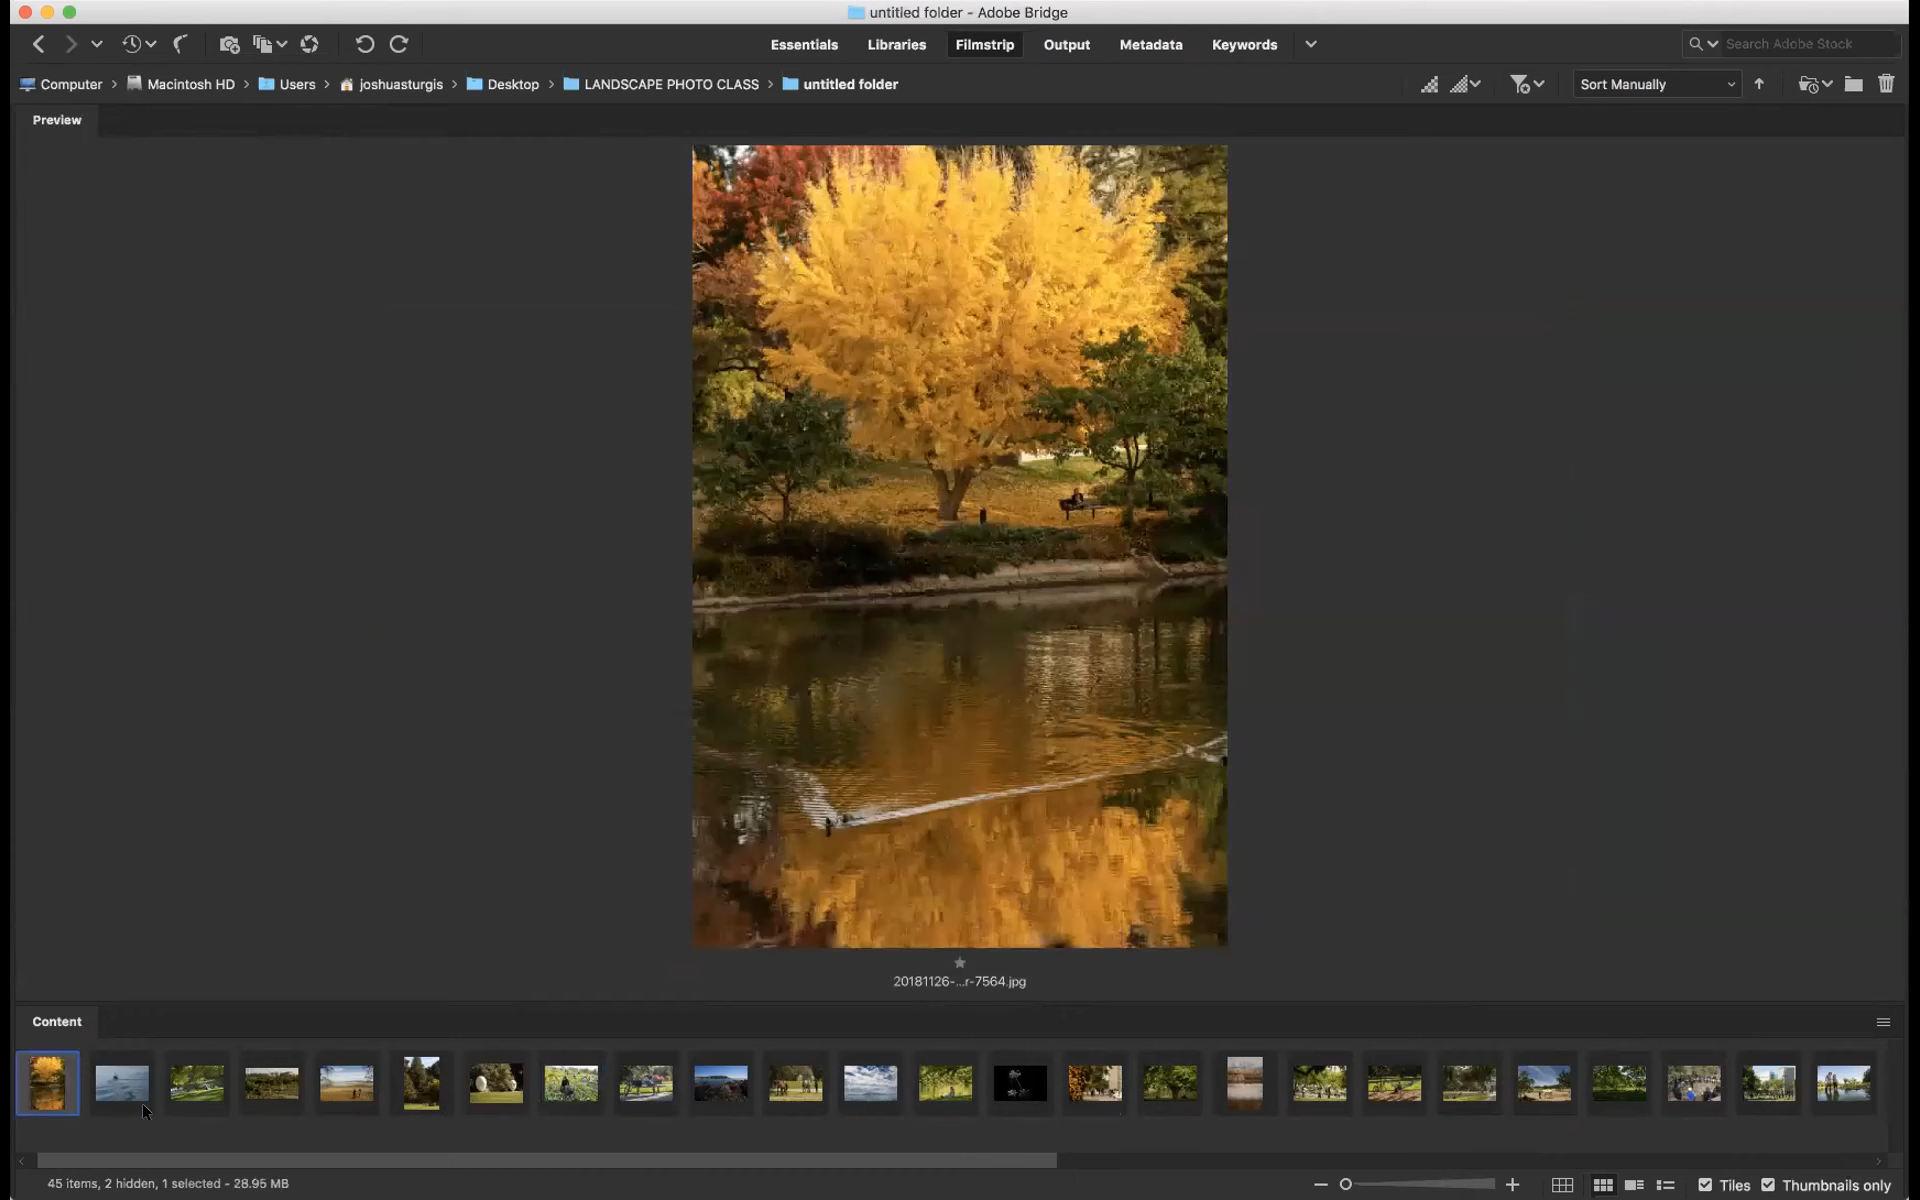 untitled folder - Adobe Bridge
Essentials Libraries Filmstrip Output Metadata Keywords Search Adobe Stock
Computer Macintosh HD Users joshuasturgis Desktop LANDSCAPE PHOTO CLASS untitled folder Sort Manually
Preview
20181126-...r-7564.jpg
Content
45 items, 2 hidden, 1 selected - 28.95 MB Tiles Thumbnails only